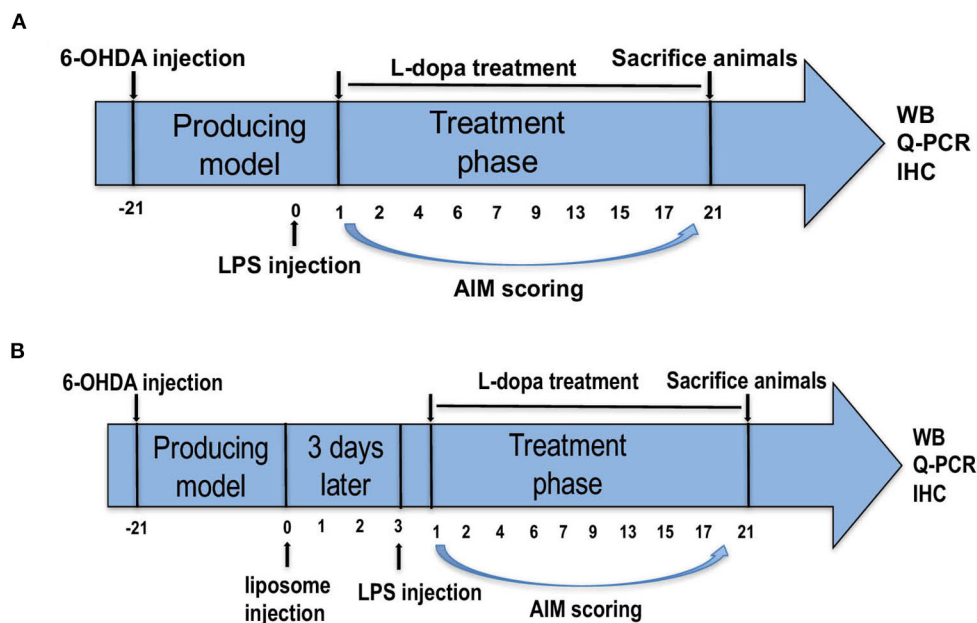 A
6-OHDA injection
L-dopa treatment
Sacrifice animals
Producing
model
Treatment
phase
WB
Q-PCR
IHC
-21 0 1 2 4 6 7 9 13 15 17 21
LPS injection
AIM scoring
B
6-OHDA injection
L-dopa treatment
Sacrifice animals
Producing
model
3 days
later
Treatment
phase
WB
Q-PCR
IHC
-21 0 1 2 3 1 2 4 6 7 9 13 15 17 21
liposome
injection
LPS injection
AIM scoring